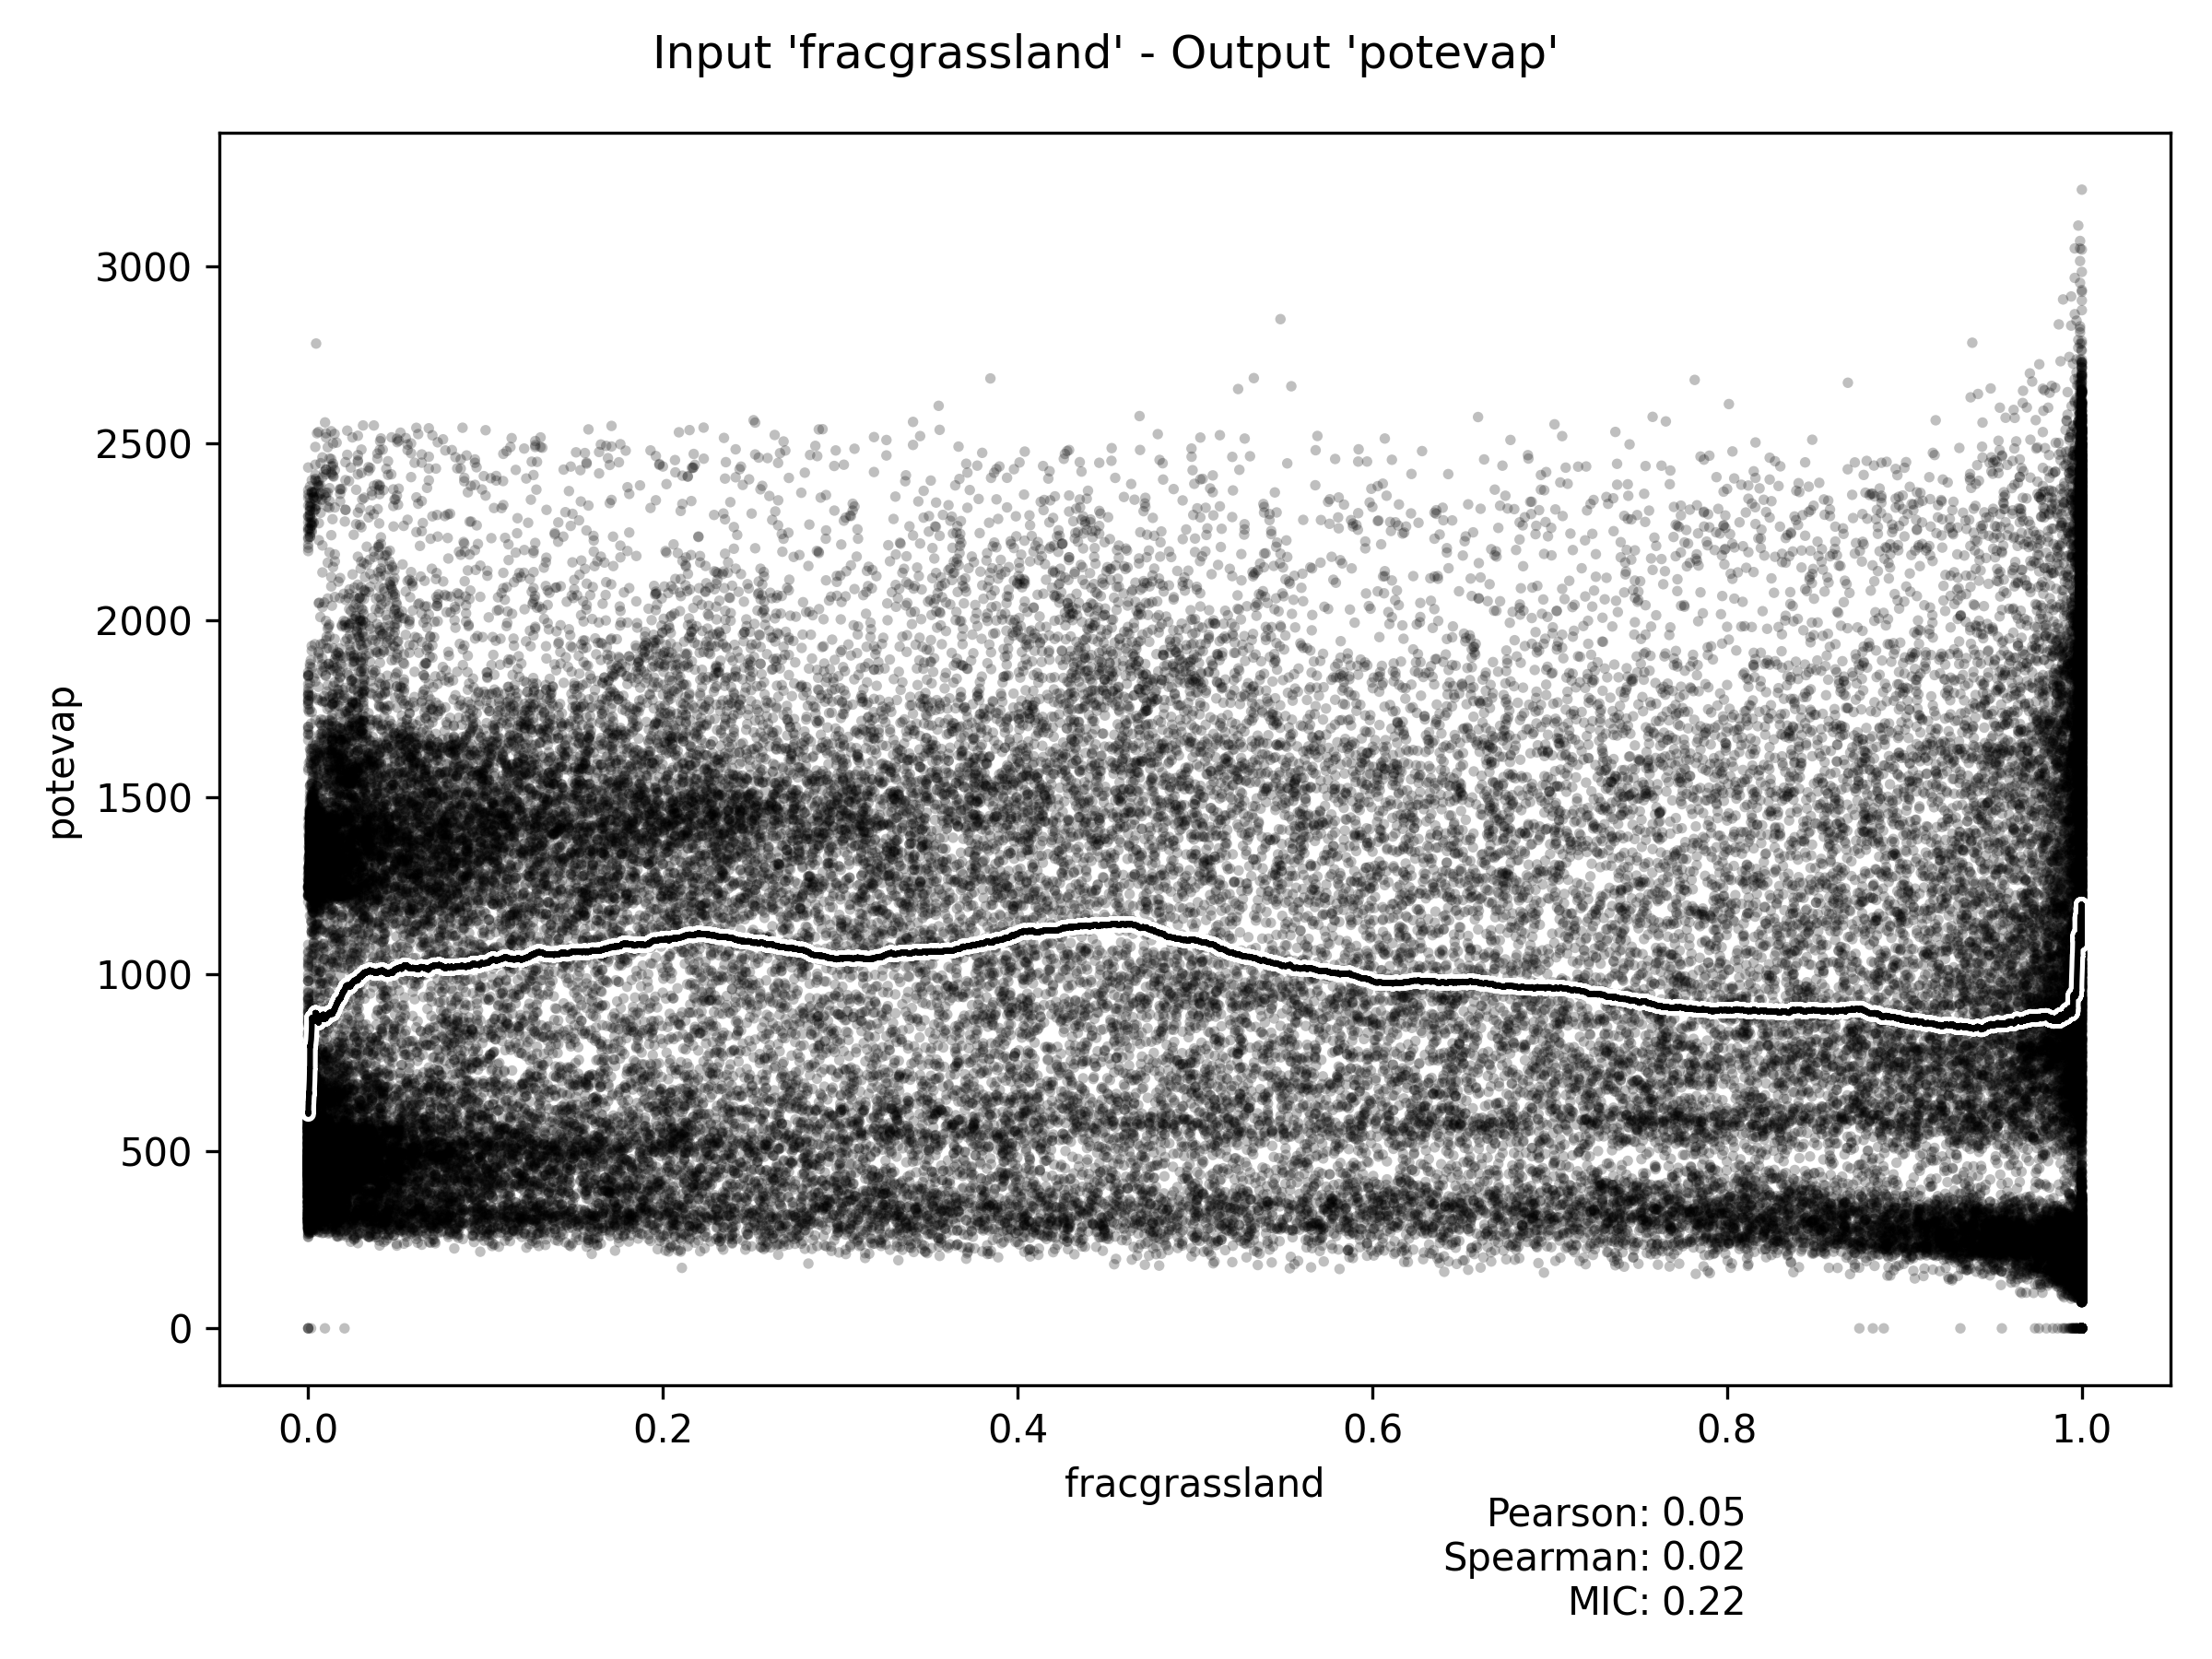 Input 'fracgrassland' - Output 'potevap'
3000
2500
2000
1500
1000
500
0
potevap
0.0 0.2 0.4 0.6 0.8 1.0
fracgrassland
Pearson: 0.05
Spearman: 0.02
MIC: 0.22